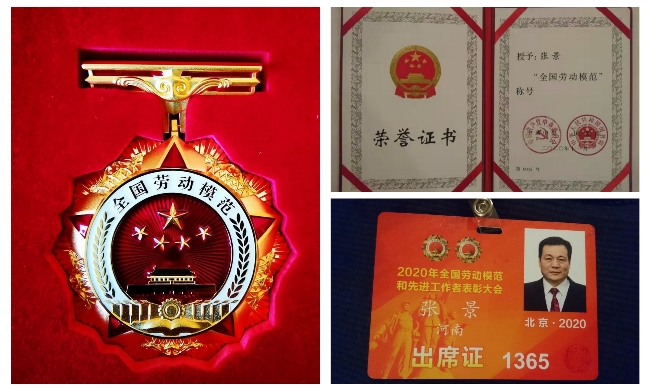 全国劳动模范
荣誉证书
授予：张 景
“全国劳动模范”
称号
2020年全国劳动模范
和先进工作者表彰大会
张 景
河南
出席证 1365
北京·2020